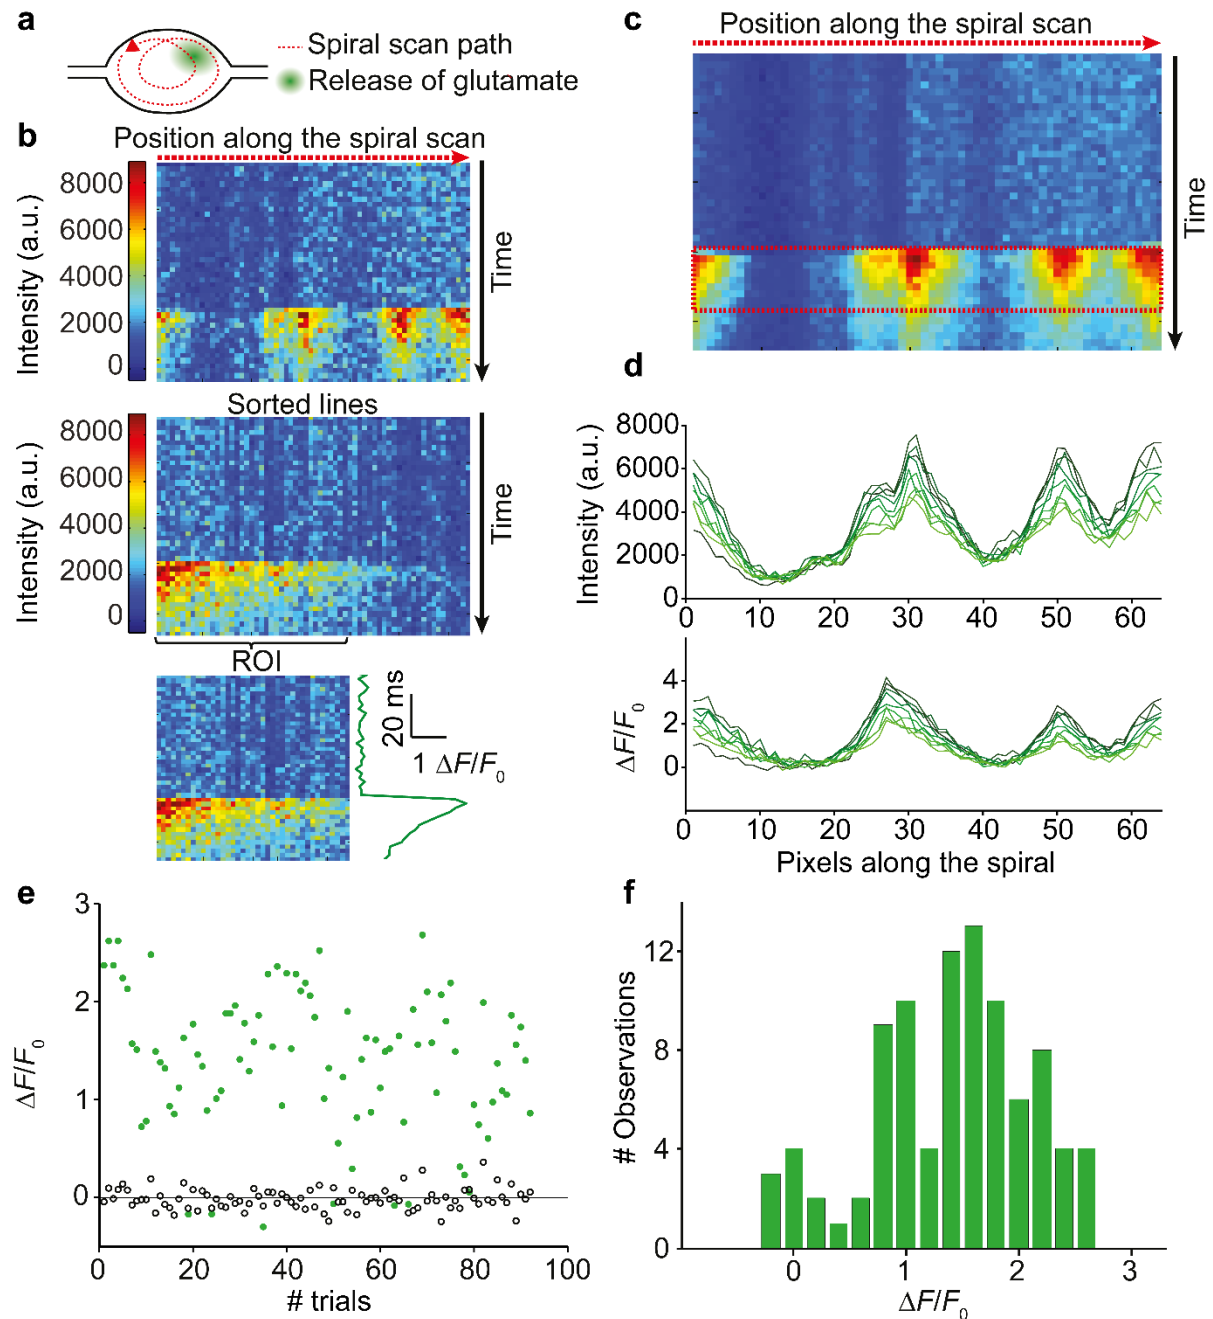 a
Spiral scan path
Release of glutamate
b
Position along the spiral scan
Intensity (a.u.)
8000
6000
4000
2000
0
Time
Sorted lines
Intensity (a.u.)
8000
6000
4000
2000
0
Time
ROI
20 ms
1 ΔF/F0
c
Position along the spiral scan
Time
d
Intensity (a.u.)
8000
6000
4000
2000
0
0 10 20 30 40 50 60
ΔF/F0
4
2
0
0 10 20 30 40 50 60
Pixels along the spiral
e
ΔF/F0
3
2
1
0
0 20 40 60 80 100
# trials
f
# Observations
12
8
4
0
0 1 2 3
ΔF/F0